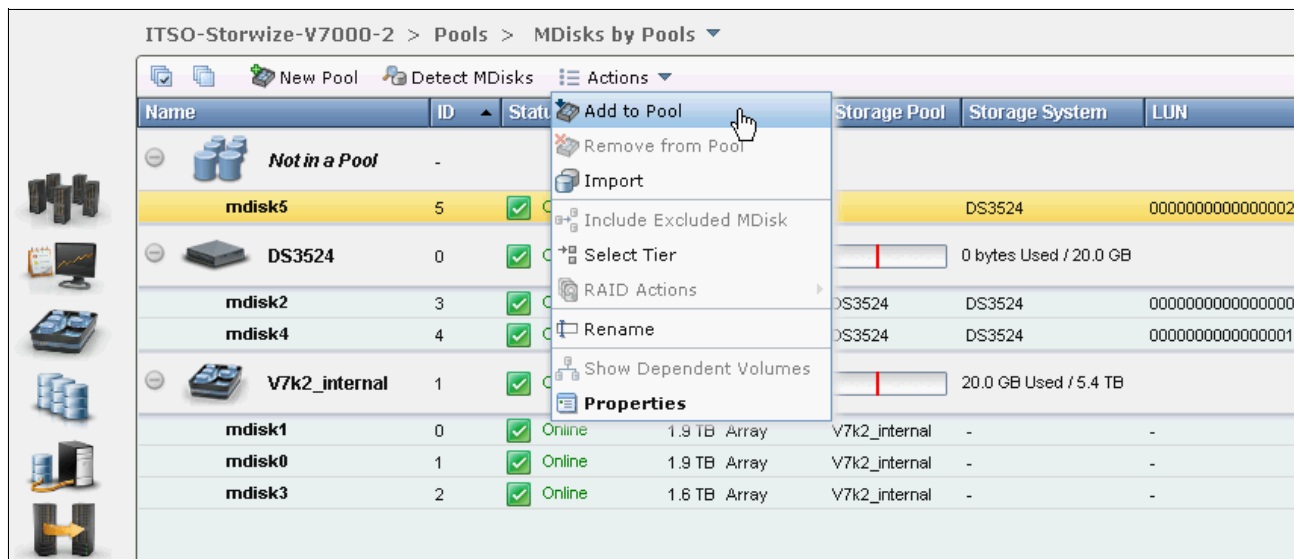 ITSO-Storwize-V7000-2 > Pools > MDisks by Pools
New Pool Detect MDisks Actions
Name ID Statu Storage Pool Storage System LUN
Add to Pool
Not in a Pool -
Remove from Pool
Import
mdisk5 5 DS3524 0000000000000002
Include Excluded MDisk
DS3524 0 0 bytes Used / 20.0 GB
Select Tier
RAID Actions
mdisk2 3 DS3524 DS3524 0000000000000000
Rename
mdisk4 4 DS3524 DS3524 0000000000000001
Show Dependent Volumes
V7k2_internal 1 20.0 GB Used / 5.4 TB
Properties
mdisk1 0 Online 1.9 TB Array V7k2_internal - -
mdisk0 1 Online 1.9 TB Array V7k2_internal - -
mdisk3 2 Online 1.6 TB Array V7k2_internal - -